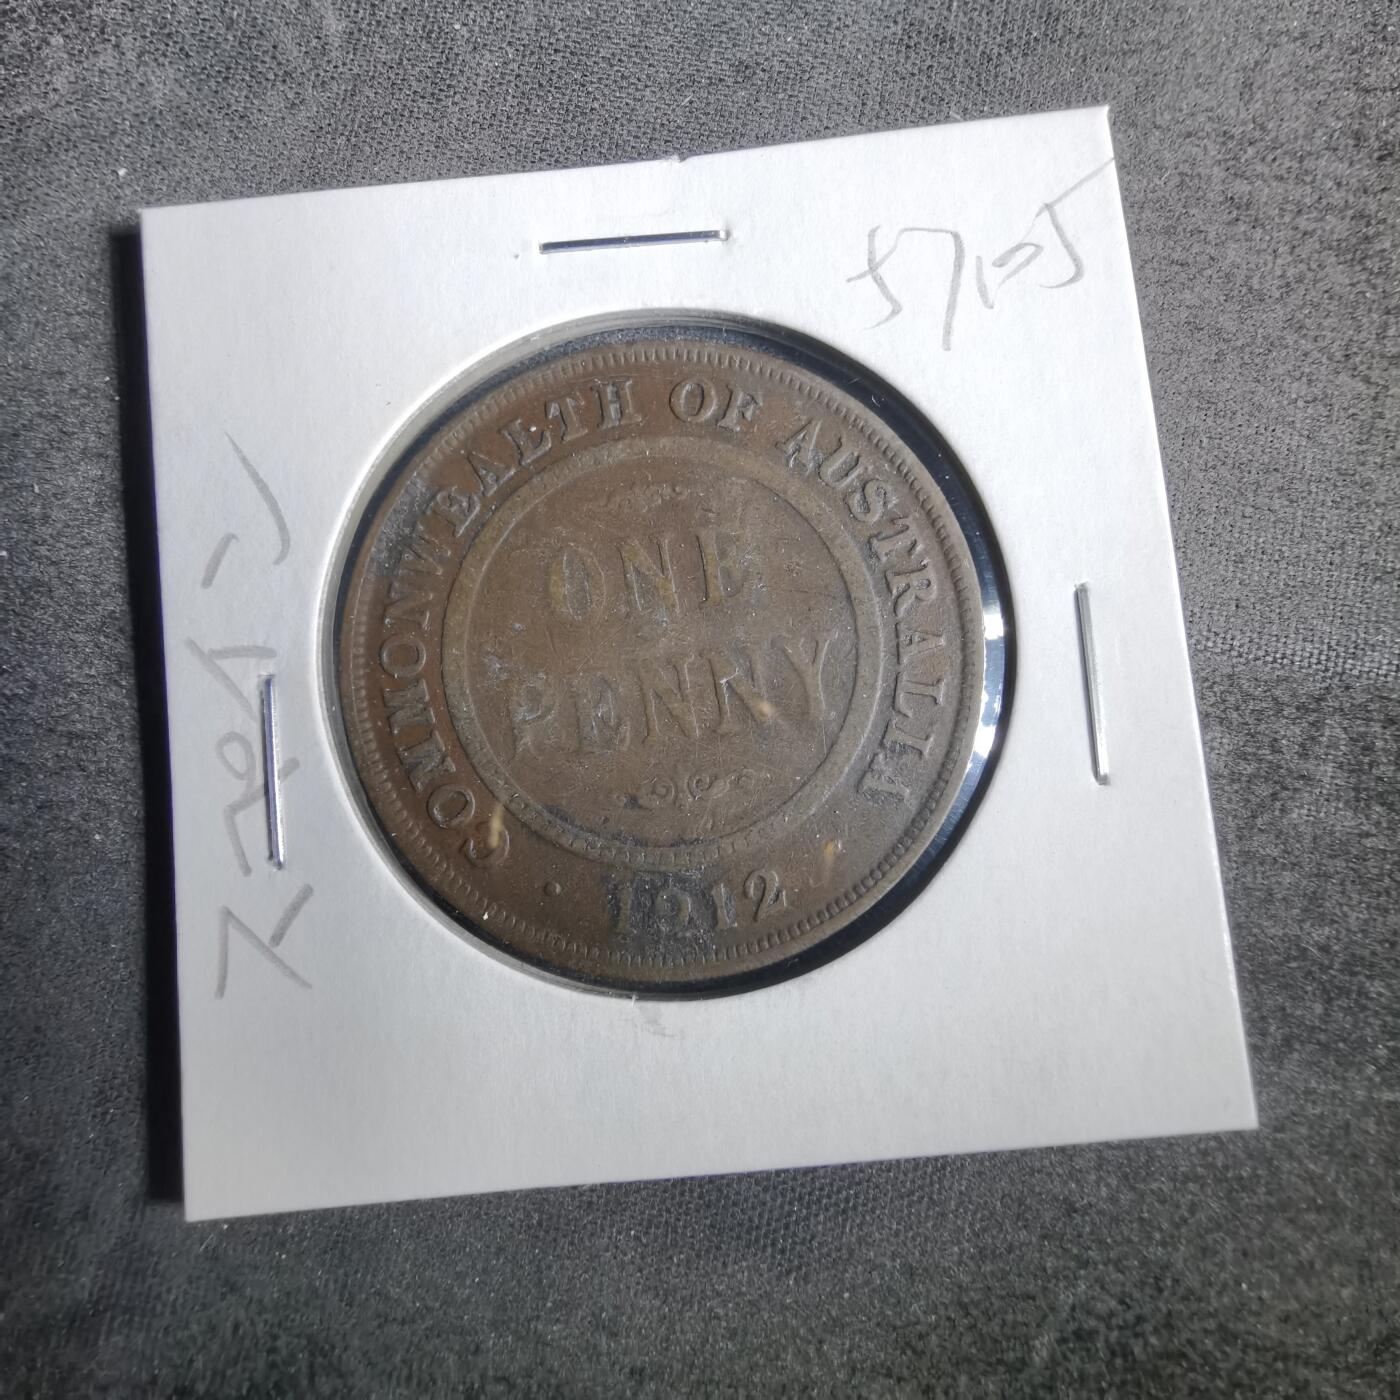 COMMONWEALTH OF AUSTRALIA
ONE
PENNY
· 1912 ·